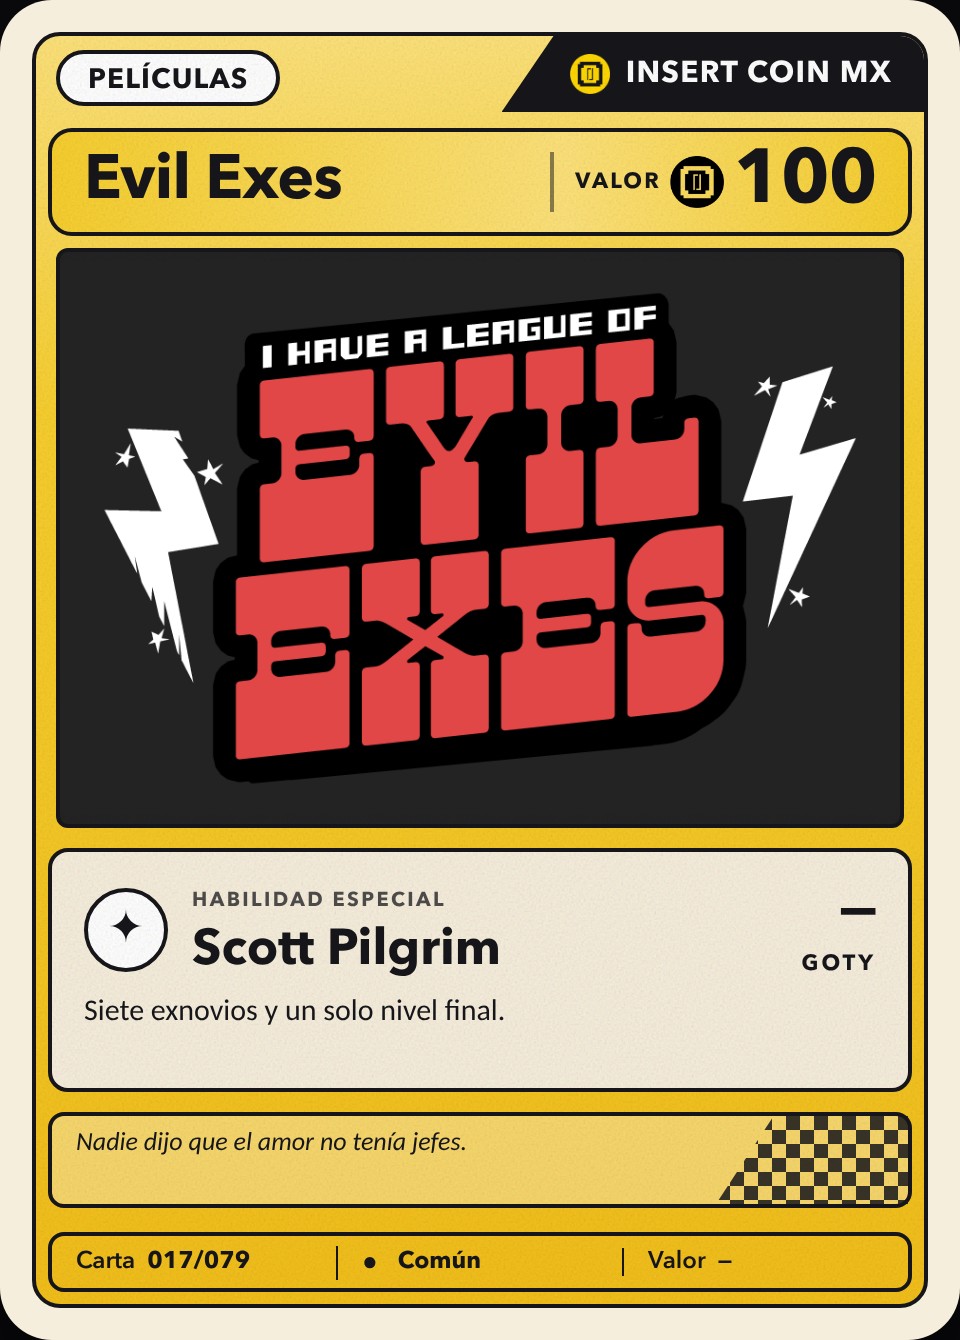 PELÍCULAS
INSERT COIN MX
Evil Exes
VALOR 100
I HAVE A LEAGUE OF
EVIL
EXES
HABILIDAD ESPECIAL
Scott Pilgrim
–
GOTY
Siete exnovios y un solo nivel final.
Nadie dijo que el amor no tenía jefes.
Carta 017/079
● Común
Valor –